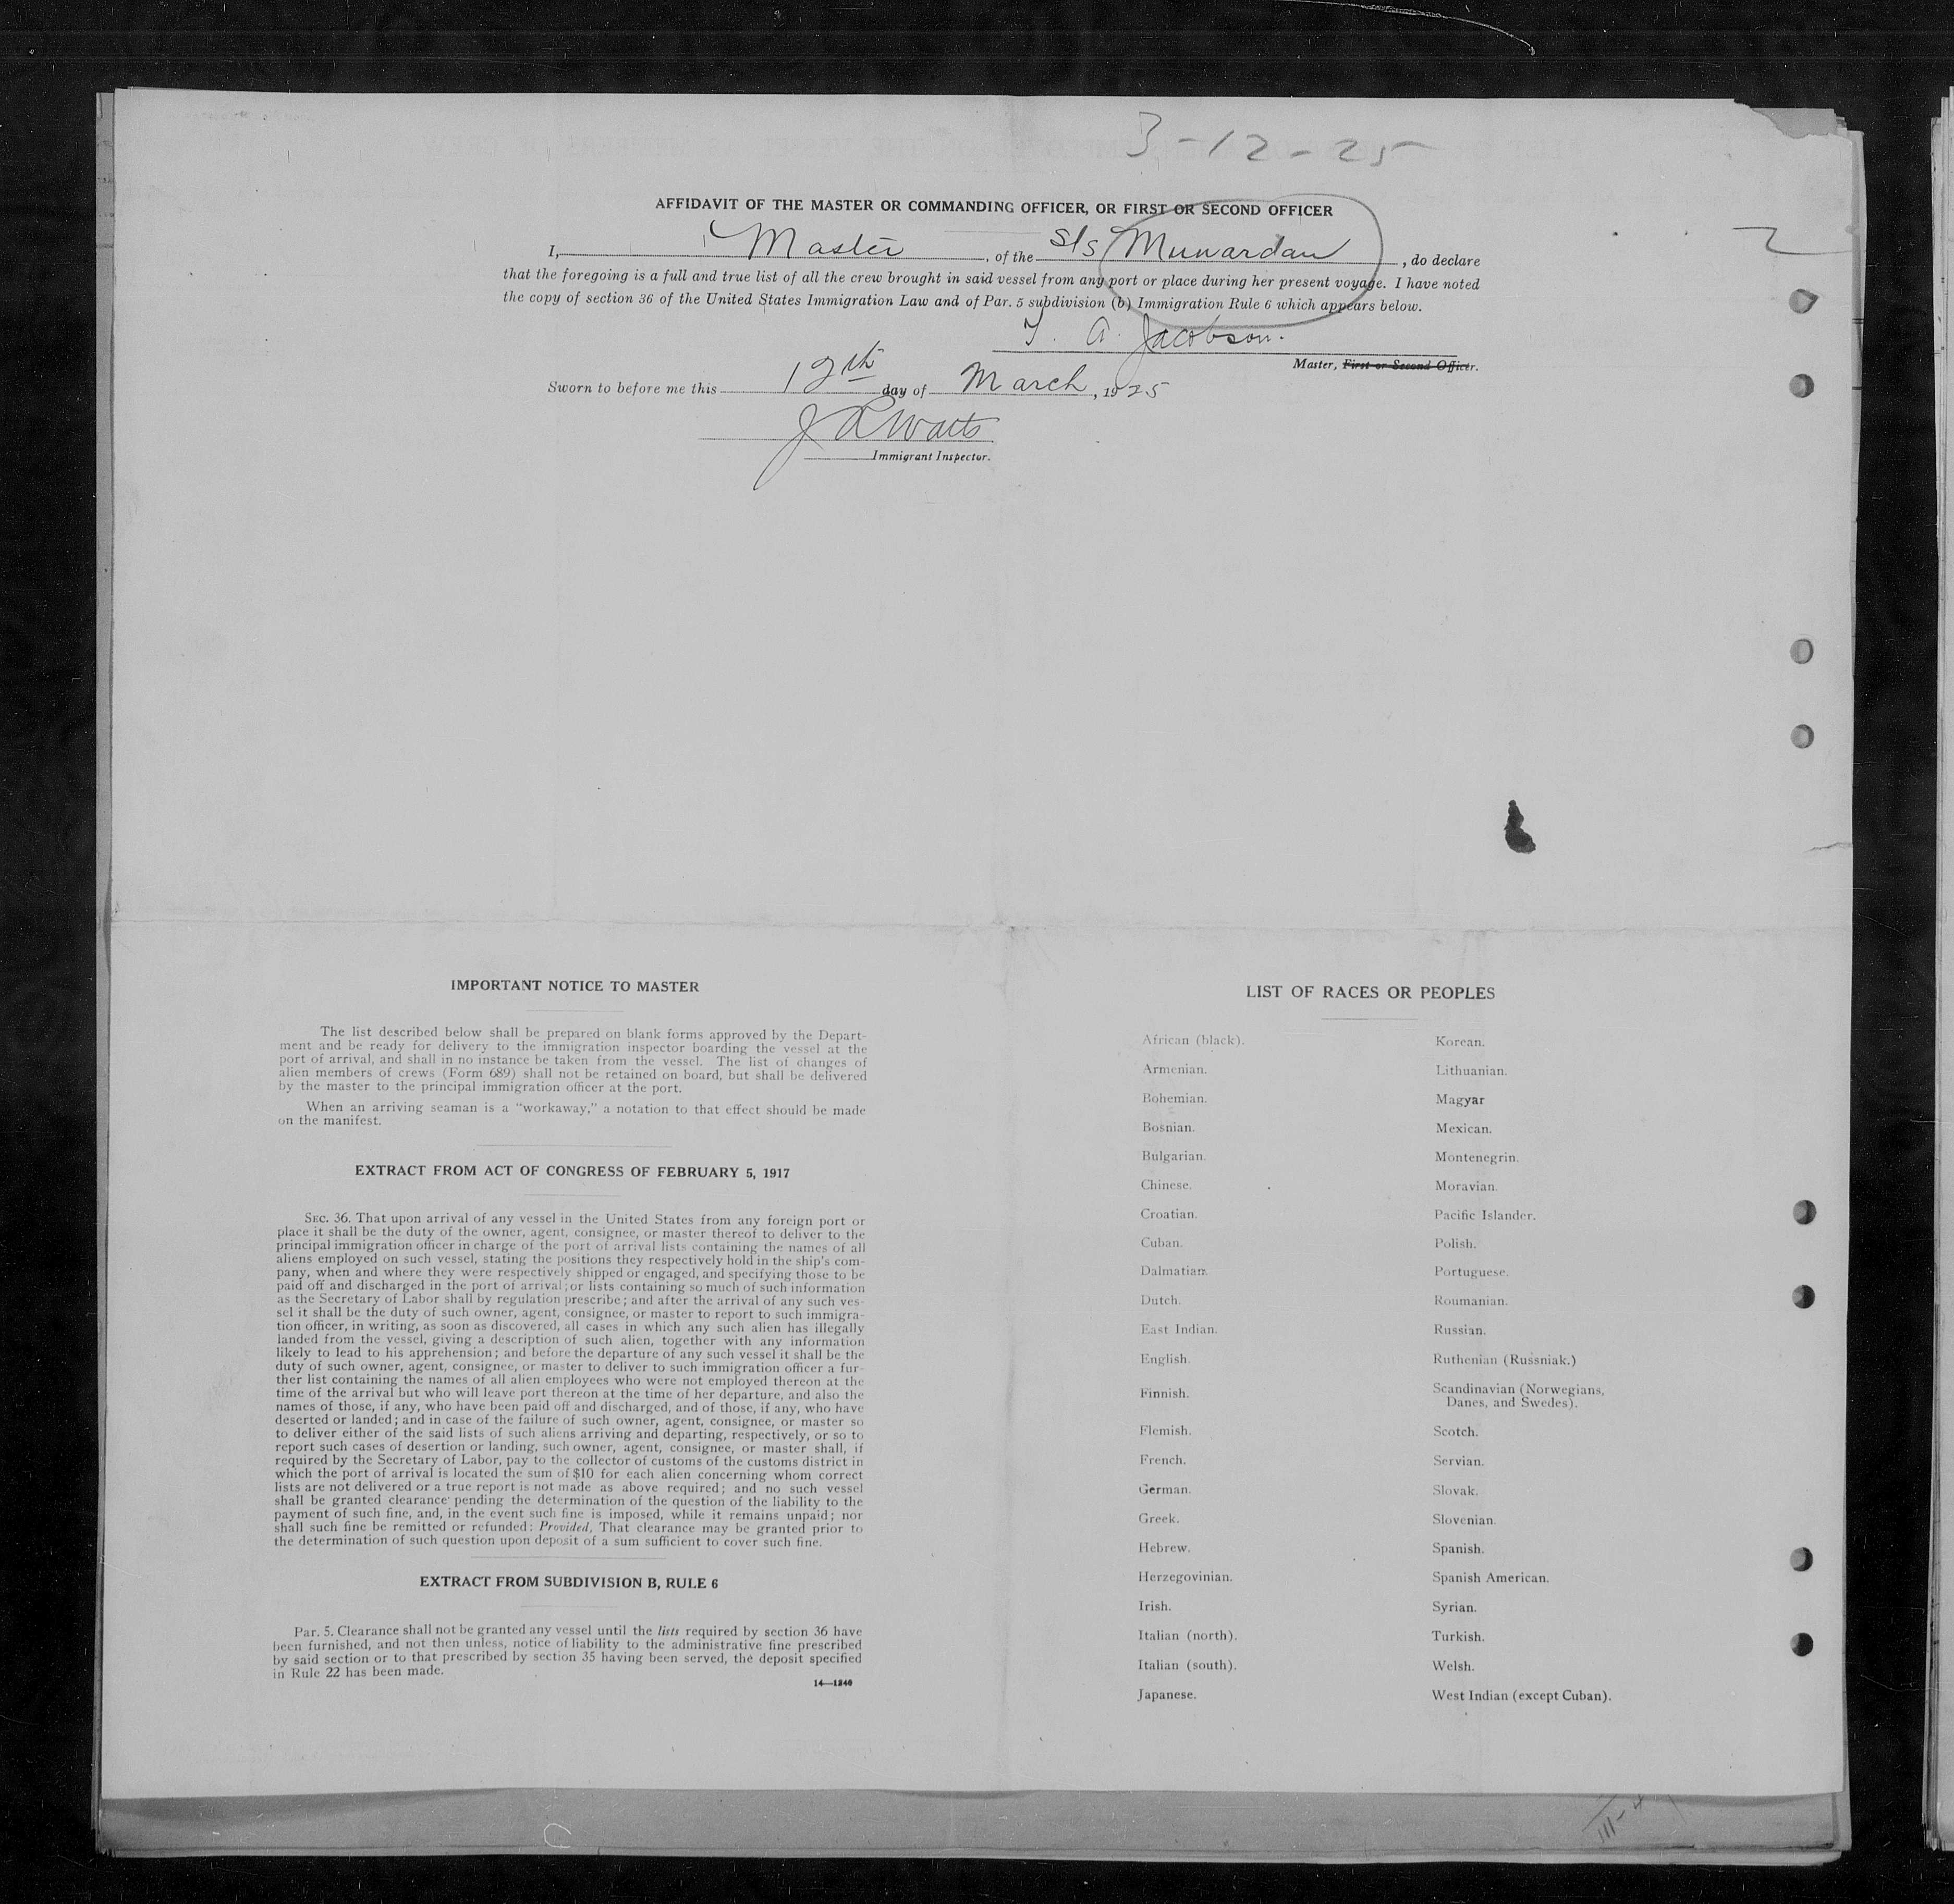 3-12-25
AFFIDAVIT OF THE MASTER OR COMMANDING OFFICER, OR FIRST OR SECOND OFFICER
I, Master, of the S/S Munardan, do declare
that the foregoing is a full and true list of all the crew brought in said vessel from any port or place during her present voyage. I have noted
the copy of section 36 of the United States Immigration Law and of Par. 5 subdivision (b) Immigration Rule 6 which appears below.
T. A. Jacobson.
Master, First or Second Officer.
Sworn to before me this 12th day of March, 1925
J R Watts
Immigrant Inspector.
IMPORTANT NOTICE TO MASTER
The list described below shall be prepared on blank forms approved by the Depart-
ment and be ready for delivery to the immigration inspector boarding the vessel at the
port of arrival, and shall in no instance be taken from the vessel. The list of changes of
alien members of crews (Form 689) shall not be retained on board, but shall be delivered
by the master to the principal immigration officer at the port.
When an arriving seaman is a "workaway," a notation to that effect should be made
on the manifest.
EXTRACT FROM ACT OF CONGRESS OF FEBRUARY 5, 1917
SEC. 36. That upon arrival of any vessel in the United States from any foreign port or
place it shall be the duty of the owner, agent, consignee, or master thereof to deliver to the
principal immigration officer in charge of the port of arrival lists containing the names of all
aliens employed on such vessel, stating the positions they respectively hold in the ship's com-
pany, when and where they were respectively shipped or engaged, and specifying those to be
paid off and discharged in the port of arrival; or lists containing so much of such information
as the Secretary of Labor shall by regulation prescribe; and after the arrival of any such ves-
sel it shall be the duty of such owner, agent, consignee, or master to report to such immigra-
tion officer, in writing, as soon as discovered, all cases in which any such alien has illegally
landed from the vessel, giving a description of such alien, together with any information
likely to lead to his apprehension; and before the departure of any such vessel it shall be the
duty of such owner, agent, consignee, or master to deliver to such immigration officer a fur-
ther list containing the names of all alien employees who were not employed thereon at the
time of the arrival but who will leave port thereon at the time of her departure, and also the
names of those, if any, who have been paid off and discharged, and of those, if any, who have
deserted or landed; and in case of the failure of such owner, agent, consignee, or master so
to deliver either of the said lists of such aliens arriving and departing, respectively, or so to
report such cases of desertion or landing, such owner, agent, consignee, or master shall, if
required by the Secretary of Labor, pay to the collector of customs of the customs district in
which the port of arrival is located the sum of $10 for each alien concerning whom correct
lists are not delivered or a true report is not made as above required; and no such vessel
shall be granted clearance pending the determination of the question of the liability to the
payment of such fine, and, in the event such fine is imposed, while it remains unpaid; nor
shall such fine be remitted or refunded: Provided, That clearance may be granted prior to
the determination of such question upon deposit of a sum sufficient to cover such fine.
EXTRACT FROM SUBDIVISION B, RULE 6
Par. 5. Clearance shall not be granted any vessel until the lists required by section 36 have
been furnished, and not then unless, notice of liability to the administrative fine prescribed
by said section or to that prescribed by section 35 having been served, the deposit specified
in Rule 22 has been made.
14—1240
LIST OF RACES OR PEOPLES
African (black).
Armenian.
Bohemian.
Bosnian.
Bulgarian.
Chinese.
Croatian.
Cuban.
Dalmatian.
Dutch.
East Indian.
English.
Finnish.
Flemish.
French.
German.
Greek.
Hebrew.
Herzegovinian.
Irish.
Italian (north).
Italian (south).
Japanese.
Korean.
Lithuanian.
Magyar
Mexican.
Montenegrin.
Moravian.
Pacific Islander.
Polish.
Portuguese.
Roumanian.
Russian.
Ruthenian (Russniak.)
Scandinavian (Norwegians,
Danes, and Swedes).
Scotch.
Servian.
Slovak.
Slovenian.
Spanish.
Spanish American.
Syrian.
Turkish.
Welsh.
West Indian (except Cuban).